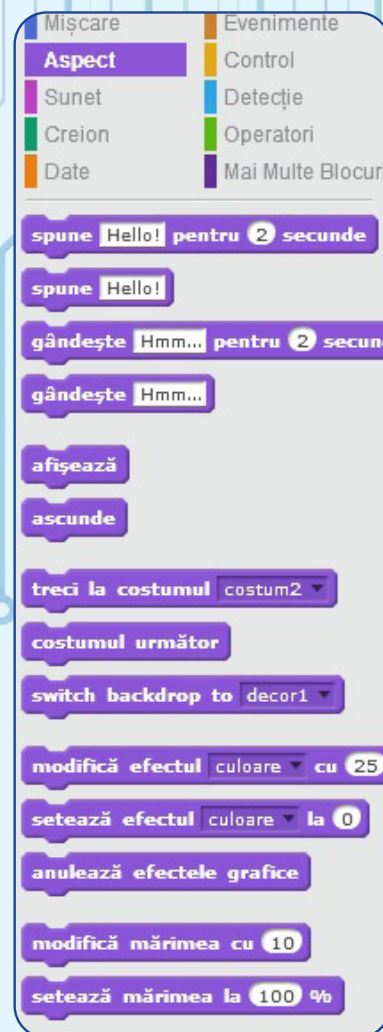 Mișcare Evenimente
Aspect Control
Sunet Detecție
Creion Operatori
Date Mai Multe Blocur
spune Hello! pentru 2 secunde
spune Hello!
gândește Hmm... pentru 2 secun
gândește Hmm...
afișează
ascunde
treci la costumul costum2
costumul următor
switch backdrop to decor1
modifică efectul culoare cu 25
setează efectul culoare la 0
anulează efectele grafice
modifică mărimea cu 10
setează mărimea la 100 %